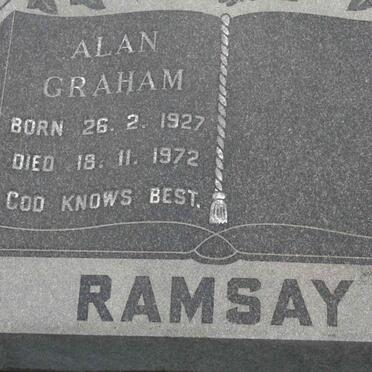 ALAN
GRAHAM
BORN 26. 2. 1927
DIED 18. 11. 1972
GOD KNOWS BEST.
RAMSAY